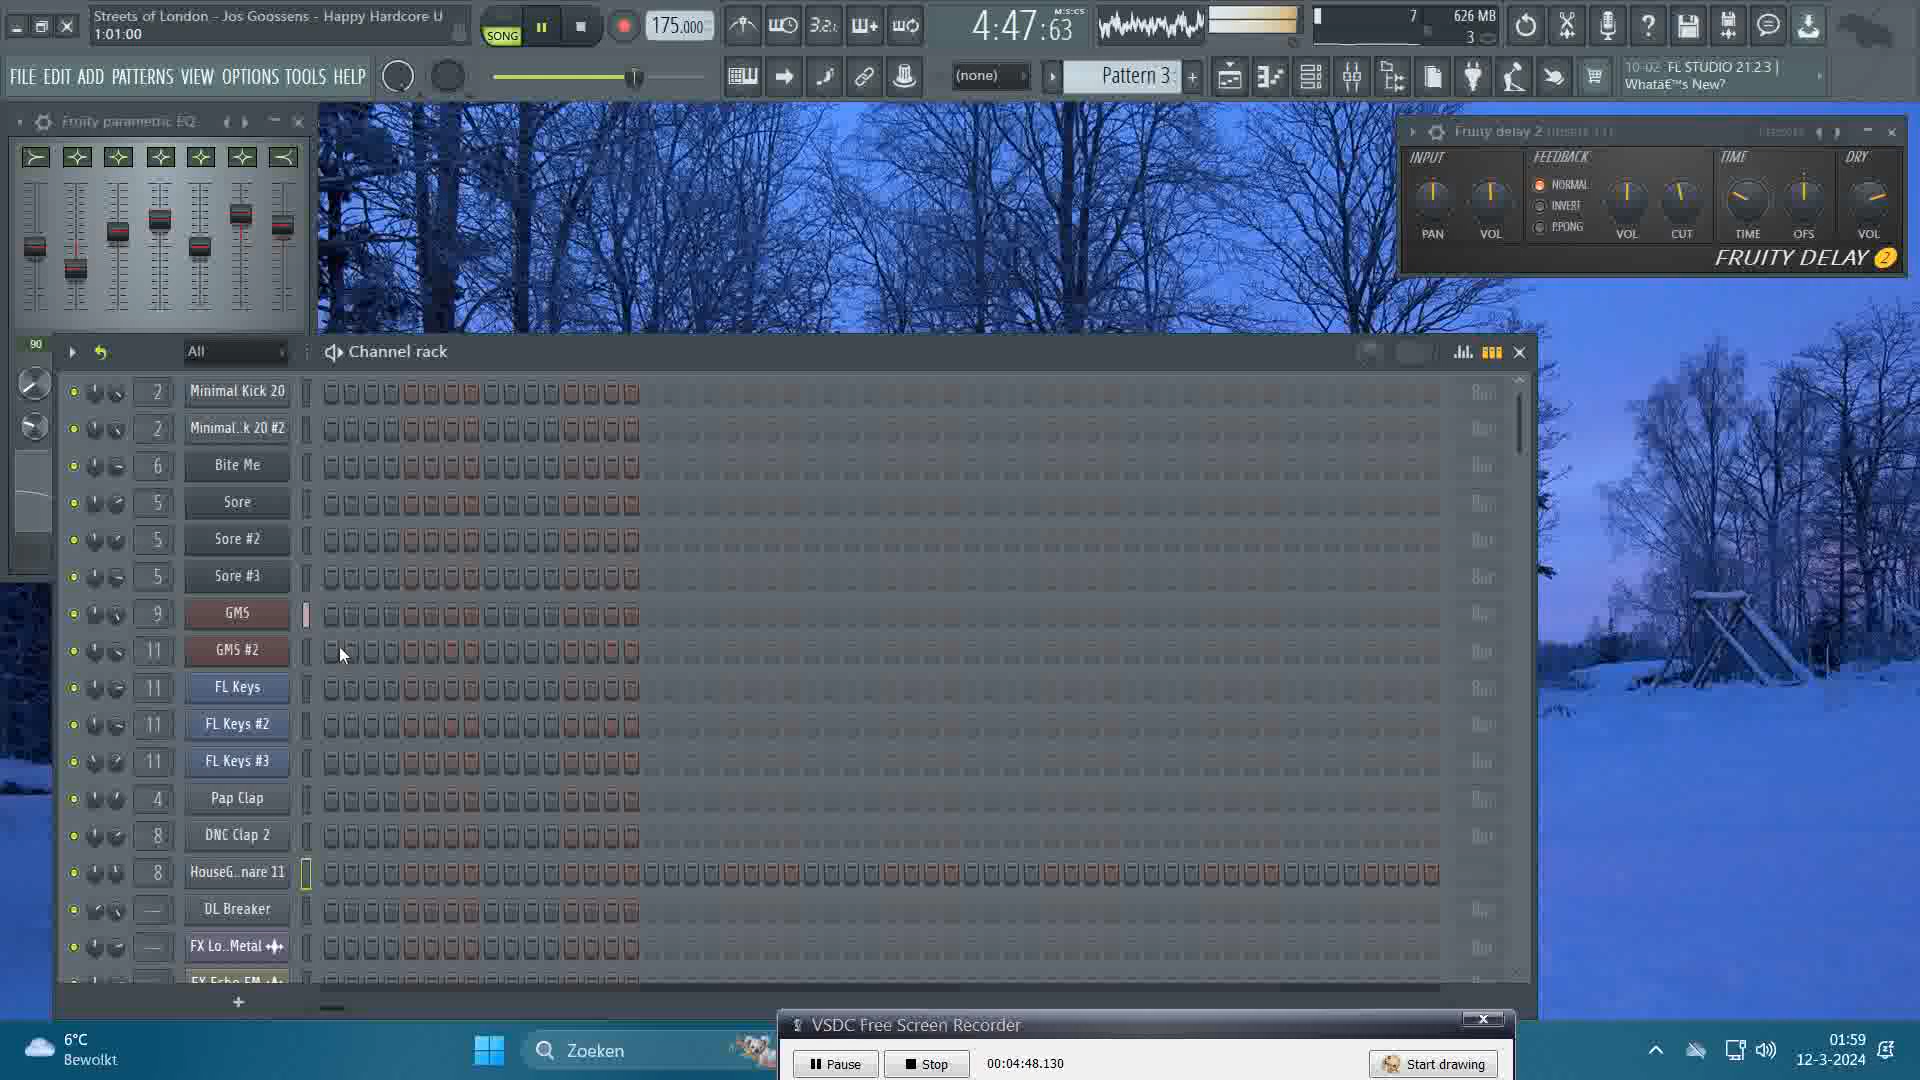 Streets of London - Jos Goossens - Happy Hardcore U
1:01:00
SONG
175.000
3.2.
4:47:63
M:S:CS
7
626 MB
3
FILE EDIT ADD PATTERNS VIEW OPTIONS TOOLS HELP
(none)
Pattern 3
10-02 FL STUDIO 21.2.3 |
Whatâ€™s New?
Fruity parametric EQ
Fruity delay 2 (Insert 11)
Presets
INPUT
FEEDBACK
TIME
DRY
NORMAL
INVERT
P.PONG
PAN
VOL
VOL
CUT
TIME
OFS
VOL
FRUITY DELAY 2
90
All
Channel rack
2 Minimal Kick 20
2 Minimal..k 20 #2
6 Bite Me
5 Sore
5 Sore #2
5 Sore #3
9 GMS
11 GMS #2
11 FL Keys
11 FL Keys #2
11 FL Keys #3
4 Pap Clap
8 DNC Clap 2
8 HouseG..nare 11
--- DL Breaker
--- FX Lo..Metal
VSDC Free Screen Recorder
Pause
Stop
00:04:48.130
Start drawing
6°C
Bewolkt
Zoeken
01:59
12-3-2024